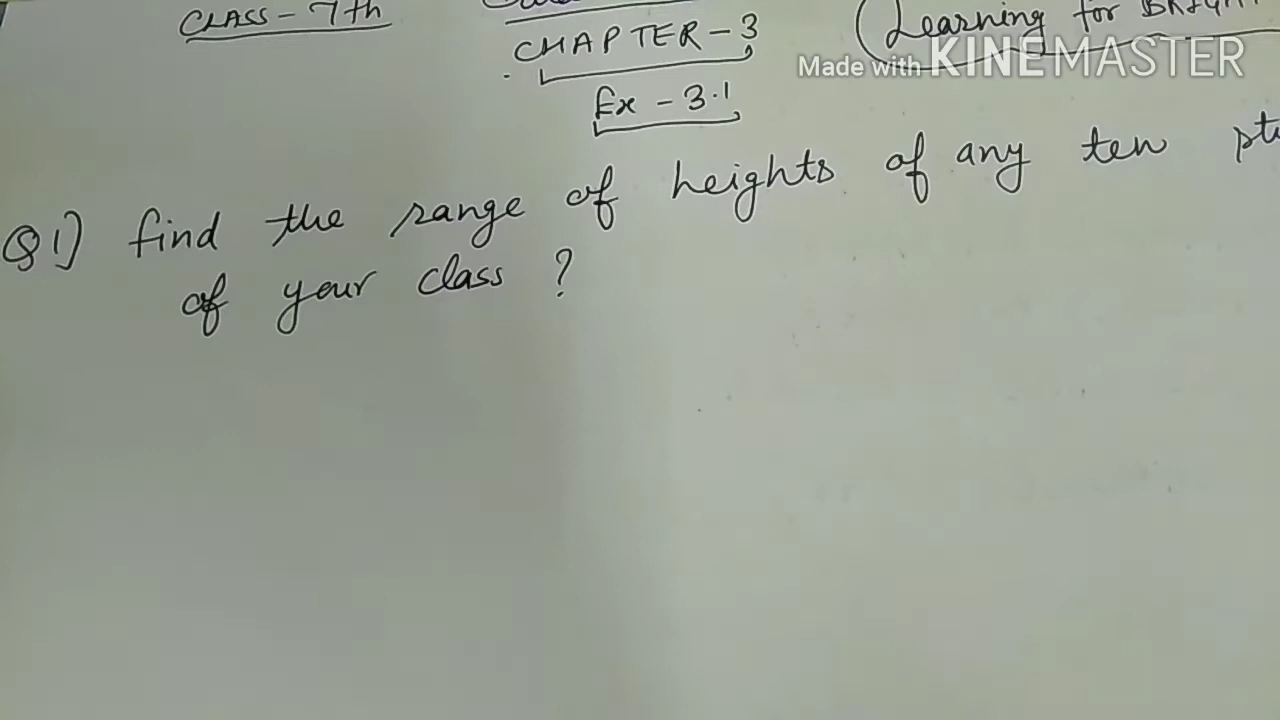 CLASS - 7th
CHAPTER - 3
(Learning for
Made with KINEMASTER
Ex - 3.1
Q1) find the range of heights of any ten
of your class ?